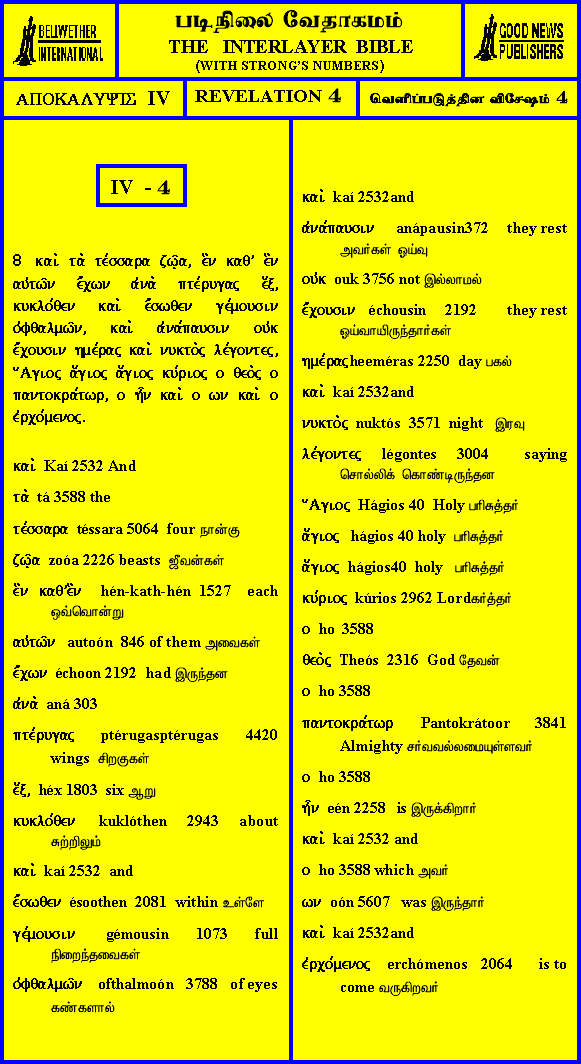 BELLWETHER
INTERNATIONAL
படிநிலை வேதாகமம்
THE INTERLAYER BIBLE
(WITH STRONG'S NUMBERS)
GOOD NEWS
PUBLISHERS
ΑΠΟΚΑΛΥΨΙΣ IV
REVELATION 4
வெளிப்படுத்தின விசேஷம் 4
IV - 4
8 καὶ τὰ τέσσαρα ζῷα, ἓν καθ' ἓν
αὐτῶν ἔχων ἀνὰ πτέρυγας ἕξ,
κυκλόθεν καὶ ἔσωθεν γέμουσιν
ὀφθαλμῶν, καὶ ἀνάπαυσιν οὐκ
ἔχουσιν ημέρας καὶ νυκτὸς λέγοντες,
Ἅγιος ἅγιος ἅγιος κύριος ο θεὸς ο
παντοκράτωρ, ο ἦν καὶ ο ων καὶ ο
ἐρχόμενος.
καὶ Kaí 2532 And
τὰ tá 3588 the
τέσσαρα téssara 5064 four நான்கு
ζῷα zoóa 2226 beasts ஜீவன்கள்
ἓν καθ'ἓν hén-kath-hén 1527 each
ஒவ்வொன்று
αὐτῶν autoón 846 of them அவைகள்
ἔχων échoon 2192 had இருந்தன
ἀνὰ aná 303
πτέρυγας ptérugasptérugas 4420
wings சிறகுகள்
ἕξ, héx 1803 six ஆறு
κυκλόθεν kuklóthen 2943 about
சுற்றிலும்
καὶ kaí 2532 and
ἔσωθεν ésoothen 2081 within உள்ளே
γέμουσιν gémousin 1073 full
நிறைந்தவைகள்
ὀφθαλμῶν ofthalmoón 3788 of eyes
கண்களால்
καὶ kaí 2532and
ἀνάπαυσιν anápausin372 they rest
அவர்கள் ஓய்வு
οὐκ ouk 3756 not இல்லாமல்
ἔχουσιν échousin 2192 they rest
ஓய்வாயிருந்தார்கள்
ημέραςheeméras 2250 day பகல்
καὶ kaí 2532and
νυκτὸς nuktós 3571 night இரவு
λέγοντες légontes 3004 saying
சொல்லிக் கொண்டிருந்தன
Ἅγιος Hágios 40 Holy பரிசுத்தர்
ἅγιος hágios 40 holy பரிசுத்தர்
ἅγιος hágios40 holy பரிசுத்தர்
κύριος kúrios 2962 Lordகர்த்தர்
ο ho 3588
θεὸς Theós 2316 God தேவன்
ο ho 3588
παντοκράτωρ Pantokrátoor 3841
Almighty சர்வவல்லமையுள்ளவர்
ο ho 3588
ἦν eén 2258 is இருக்கிறார்
καὶ kaí 2532 and
ο ho 3588 which அவர்
ων oón 5607 was இருந்தார்
καὶ kaí 2532and
ἐρχόμενος erchómenos 2064 is to
come வருகிறவர்